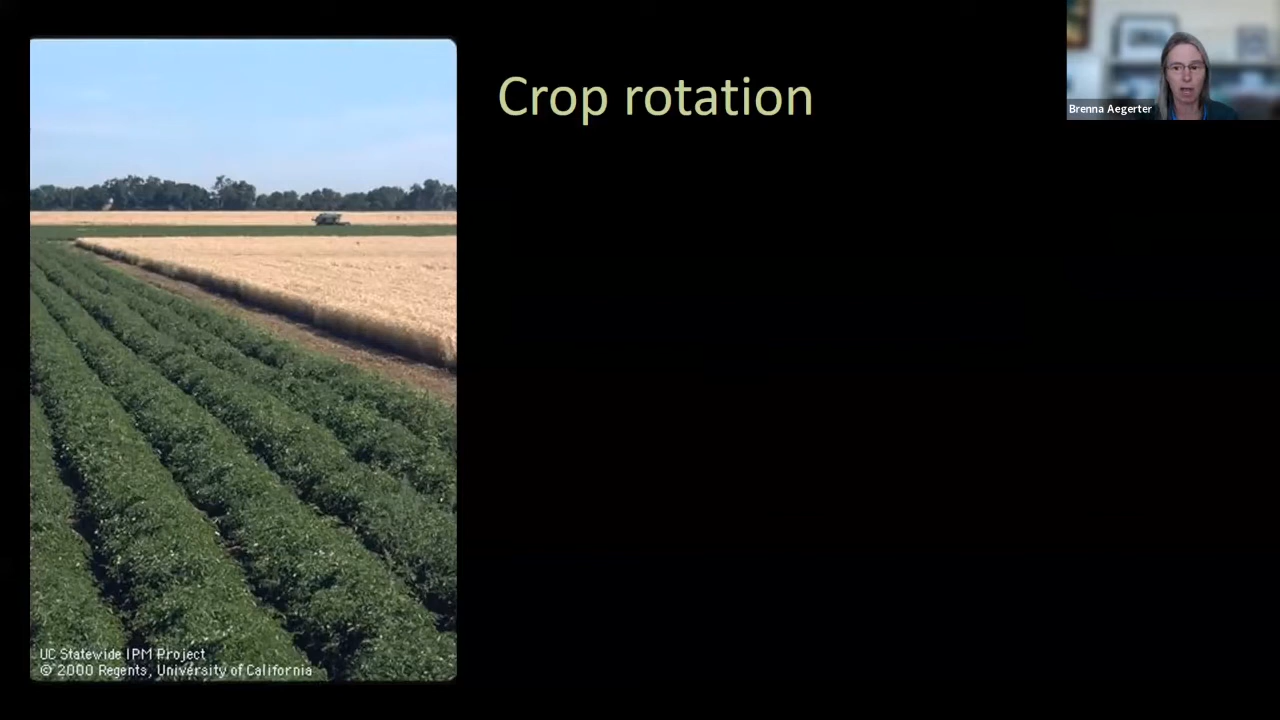 Crop rotation
Brenna Aegerter
UC Statewide IPM Project
© 2000 Regents, University of California